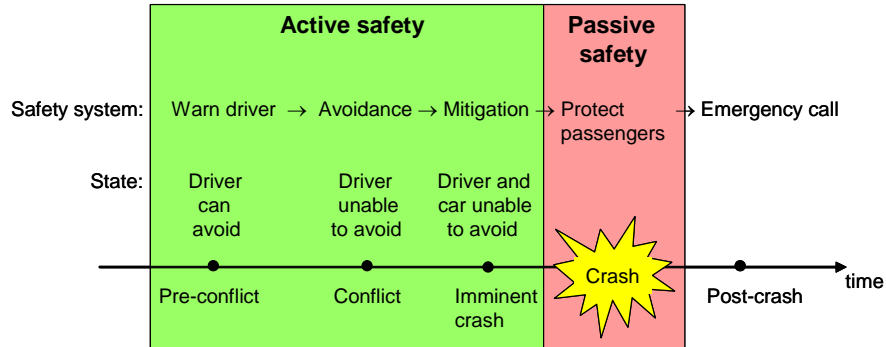 Active safety
Passive
safety
Safety system:
Warn driver → Avoidance → Mitigation → Protect
passengers
→ Emergency call
State:
Driver
can
avoid
Driver
unable
to avoid
Driver and
car unable
to avoid
Crash
time
Pre-conflict
Conflict
Imminent
crash
Post-crash